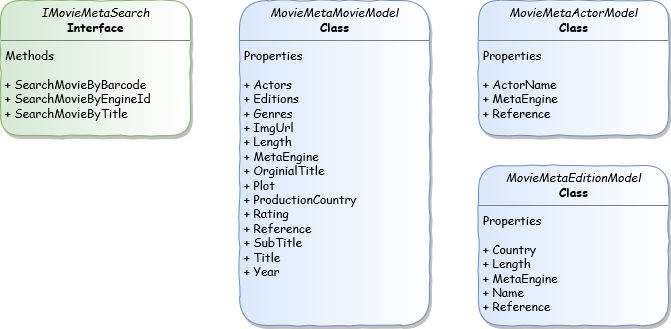 IMovieMetaSearch
Interface
Methods
+ SearchMovieByBarcode
+ SearchMovieByEngineId
+ SearchMovieByTitle
MovieMetaMovieModel
Class
Properties
+ Actors
+ Editions
+ Genres
+ ImgUrl
+ Length
+ MetaEngine
+ OrginialTitle
+ Plot
+ ProductionCountry
+ Rating
+ Reference
+ SubTitle
+ Title
+ Year
MovieMetaActorModel
Class
Properties
+ ActorName
+ MetaEngine
+ Reference
MovieMetaEditionModel
Class
Properties
+ Country
+ Length
+ MetaEngine
+ Name
+ Reference